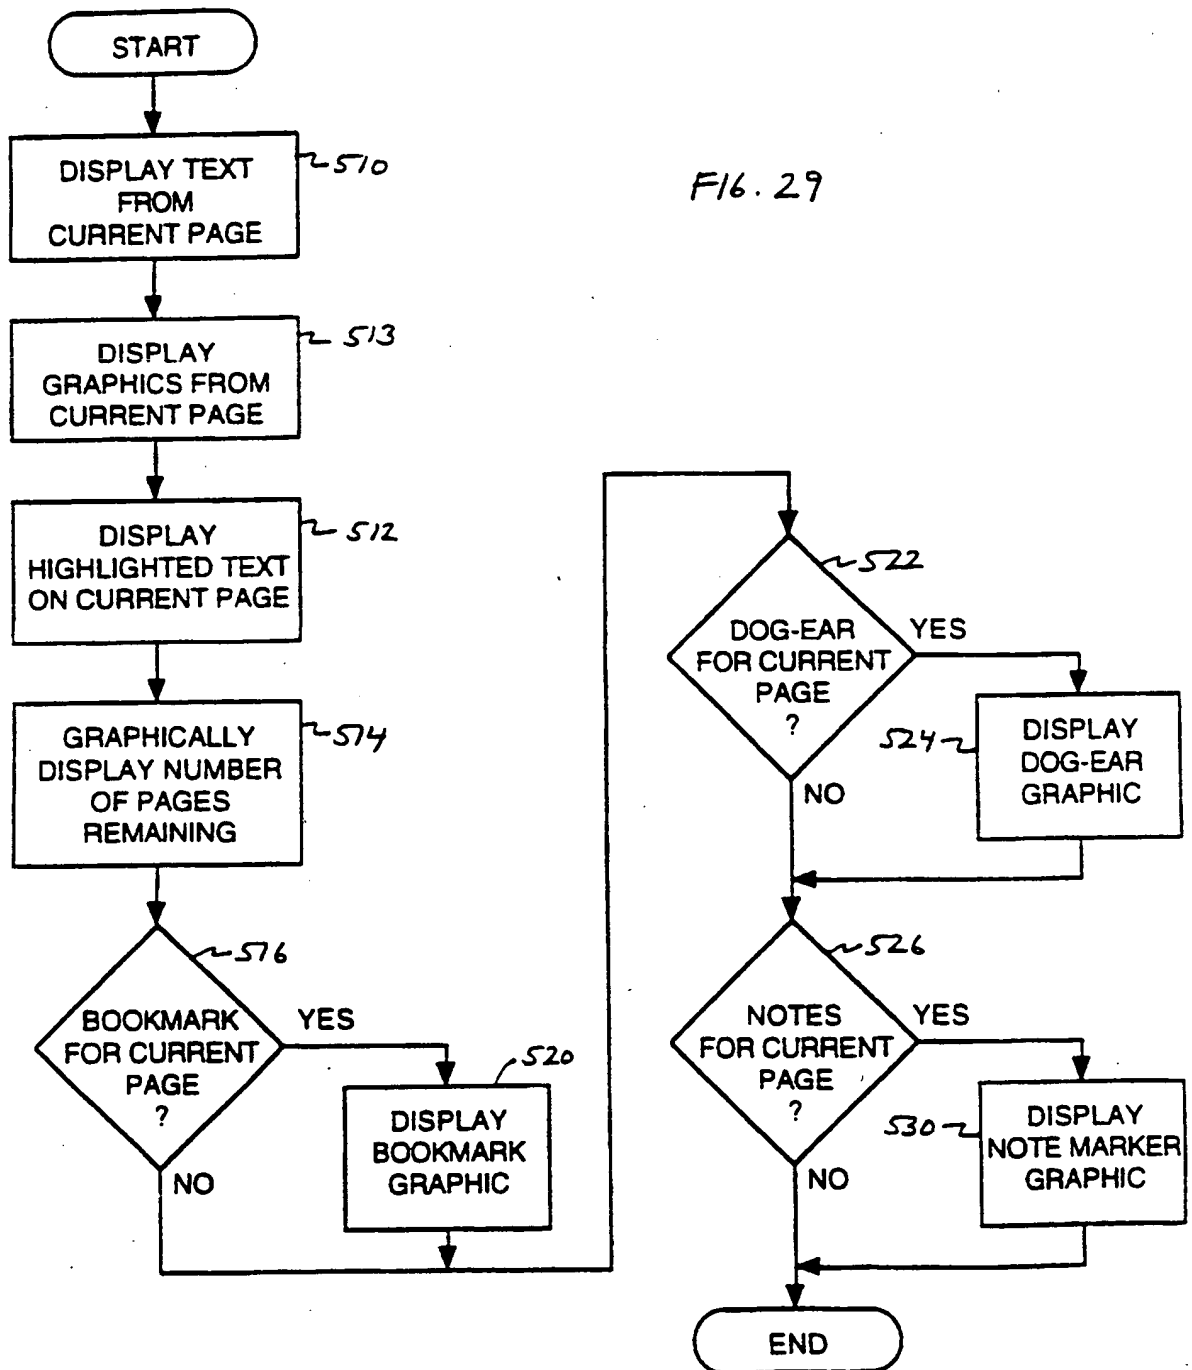 START
DISPLAY TEXT
FROM
CURRENT PAGE
510
FIG. 29
DISPLAY
GRAPHICS FROM
CURRENT PAGE
513
DISPLAY
HIGHLIGHTED TEXT
ON CURRENT PAGE
512
GRAPHICALLY
DISPLAY NUMBER
OF PAGES
REMAINING
514
BOOKMARK
FOR CURRENT
PAGE
?
516
YES
NO
DISPLAY
BOOKMARK
GRAPHIC
520
DOG-EAR
FOR CURRENT
PAGE
?
522
YES
NO
DISPLAY
DOG-EAR
GRAPHIC
524
NOTES
FOR CURRENT
PAGE
?
526
YES
NO
DISPLAY
NOTE MARKER
GRAPHIC
530
END